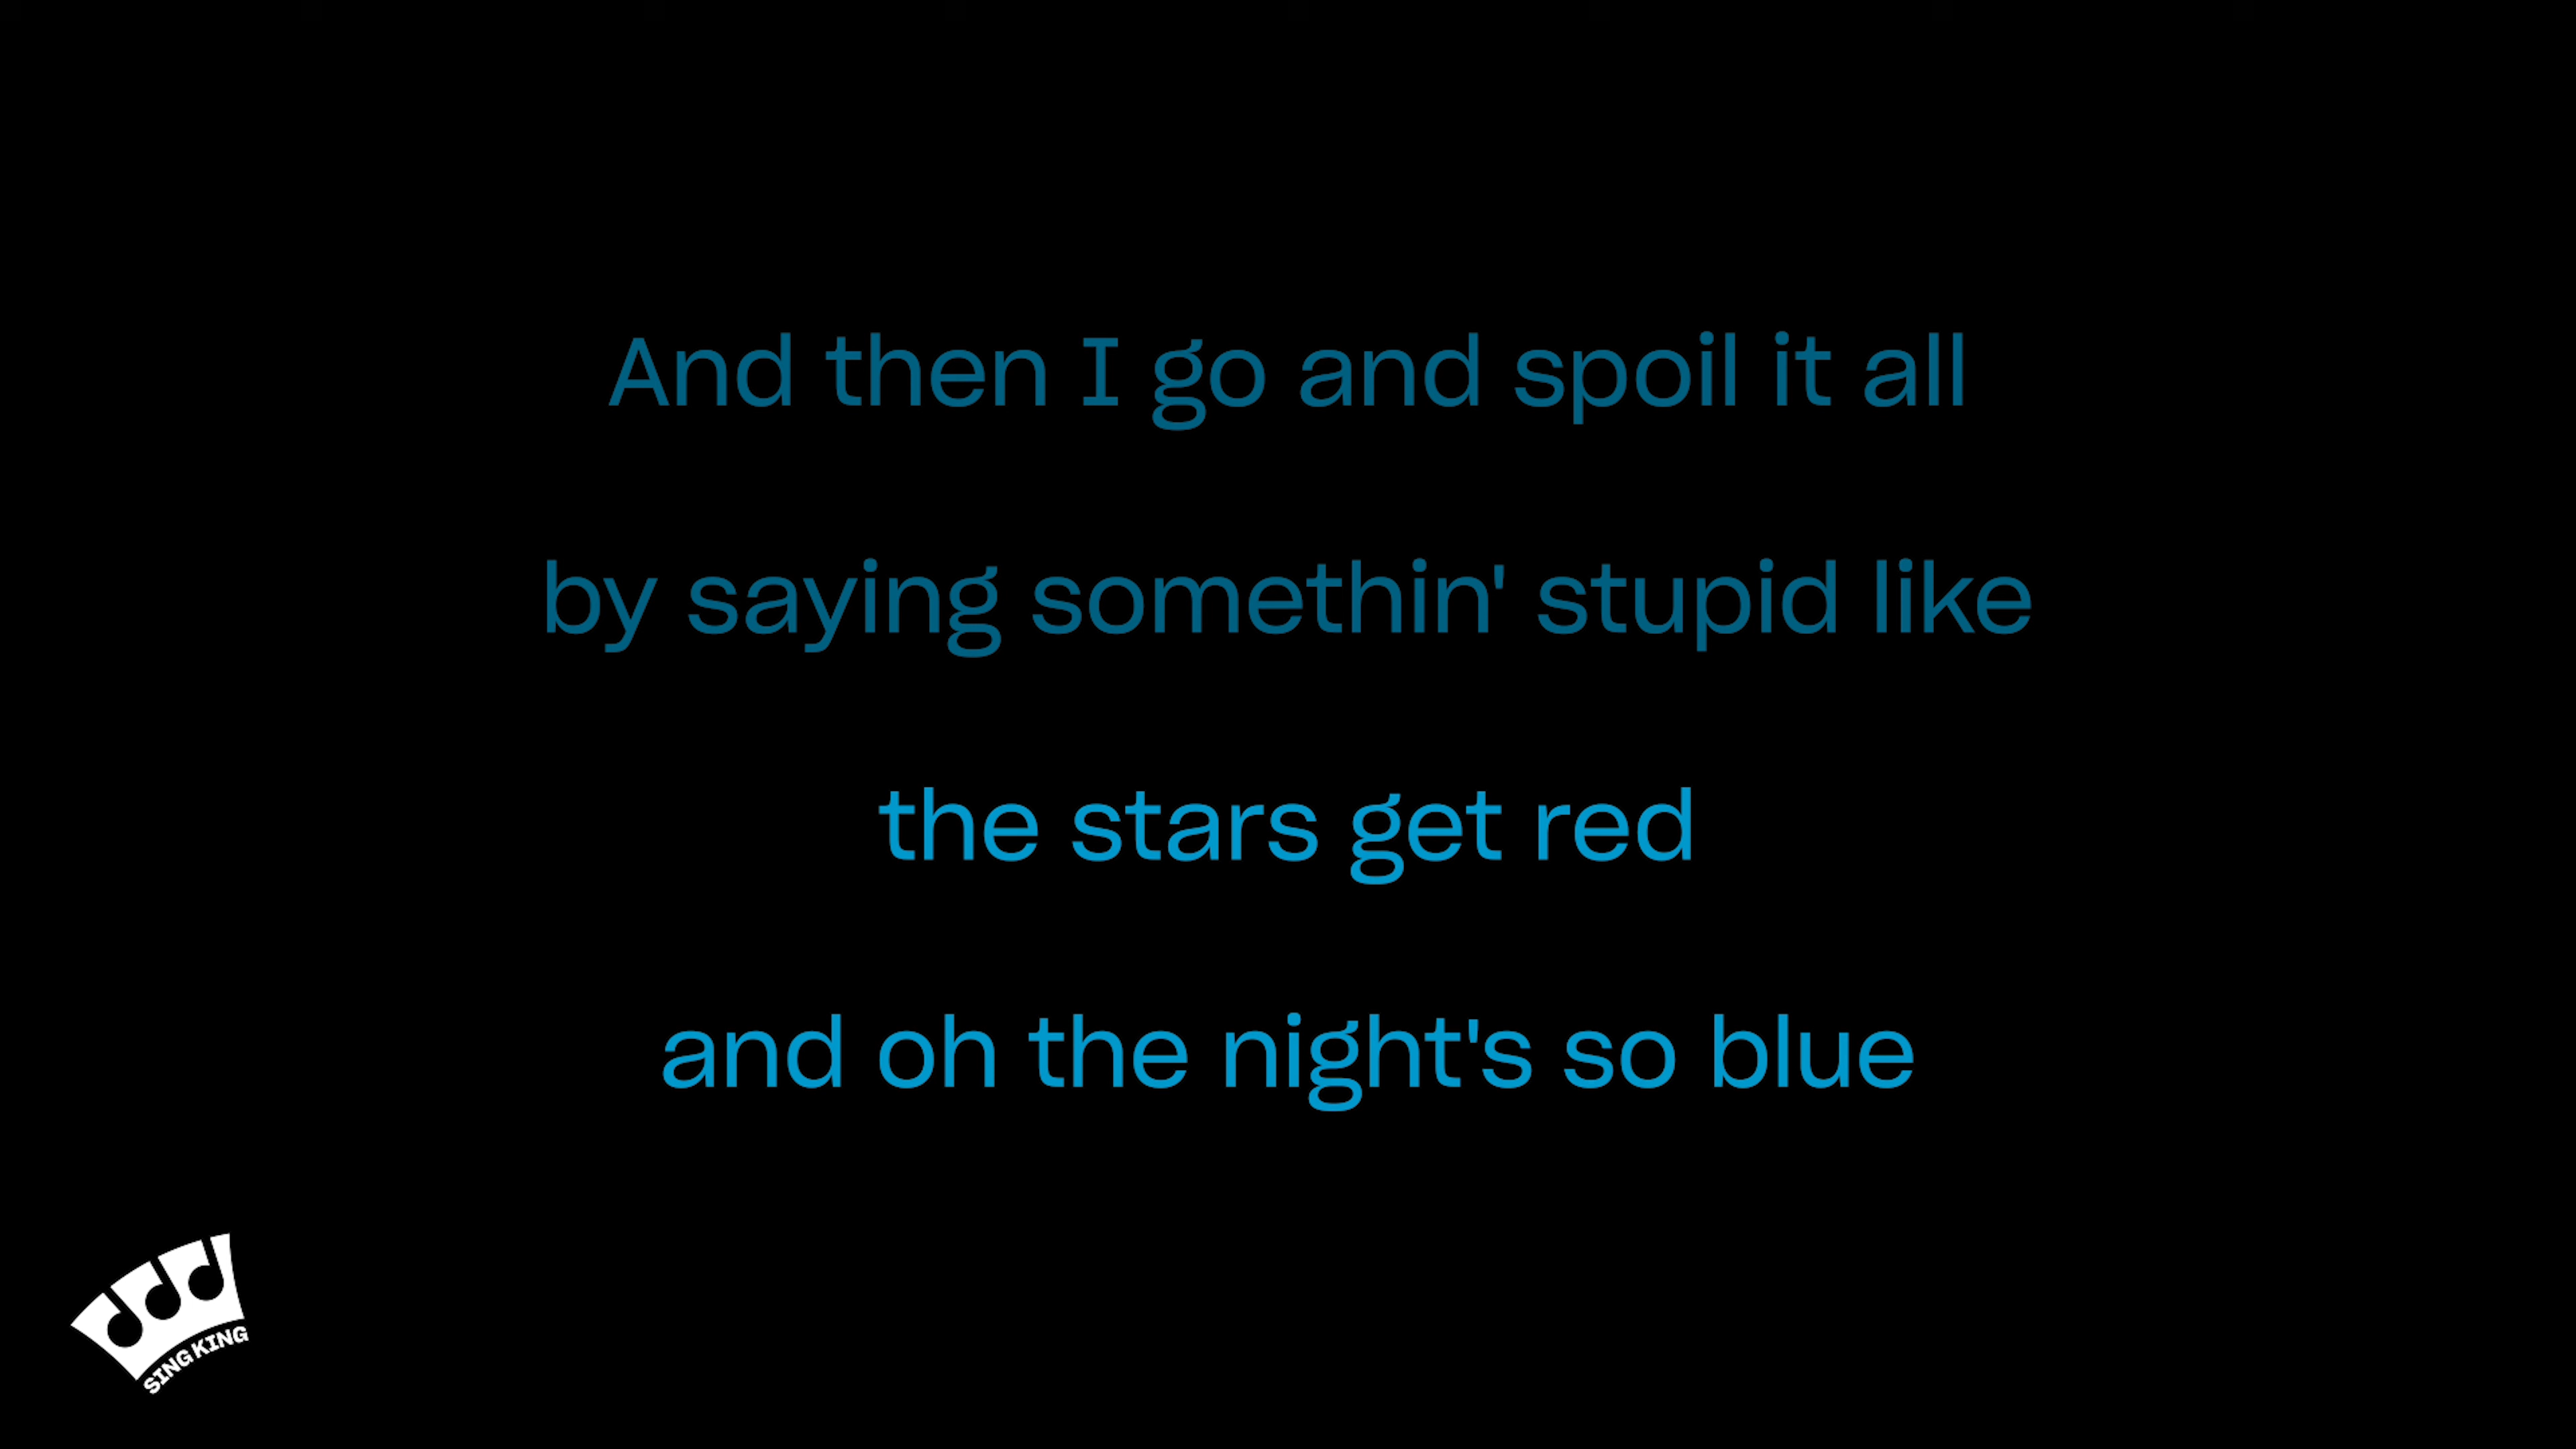 And then I go and spoil it all
by saying somethin' stupid like
the stars get red
and oh the night's so blue
SING KING